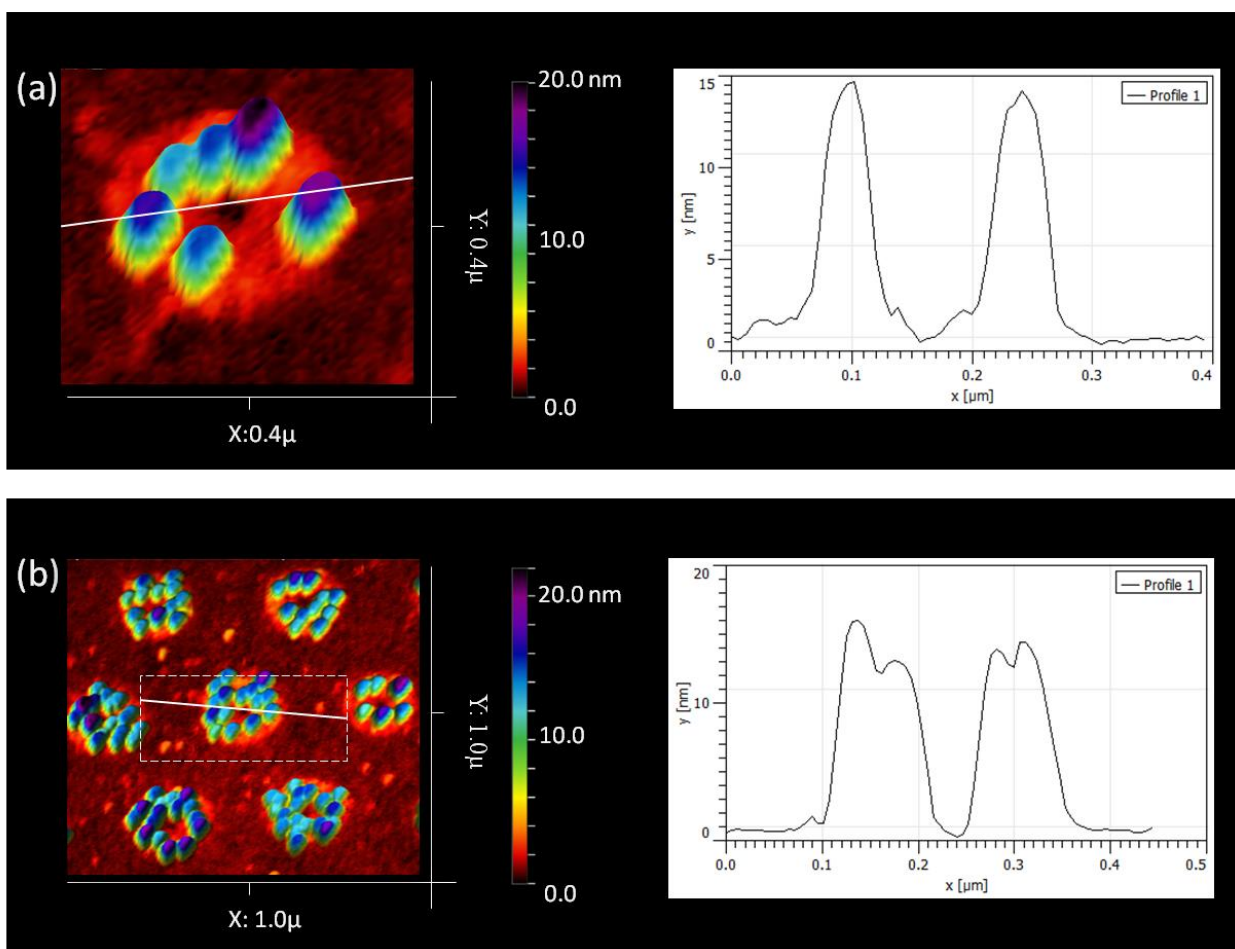 (a)
20.0 nm
10.0
0.0
Y: 0.4μ
X:0.4μ
15
10
5
0
y [nm]
Profile 1
0.0 0.1 0.2 0.3 0.4
x [µm]
(b)
20.0 nm
10.0
0.0
Y: 1.0μ
X: 1.0μ
20
10
0
y [nm]
Profile 1
0.0 0.1 0.2 0.3 0.4 0.5
x [µm]